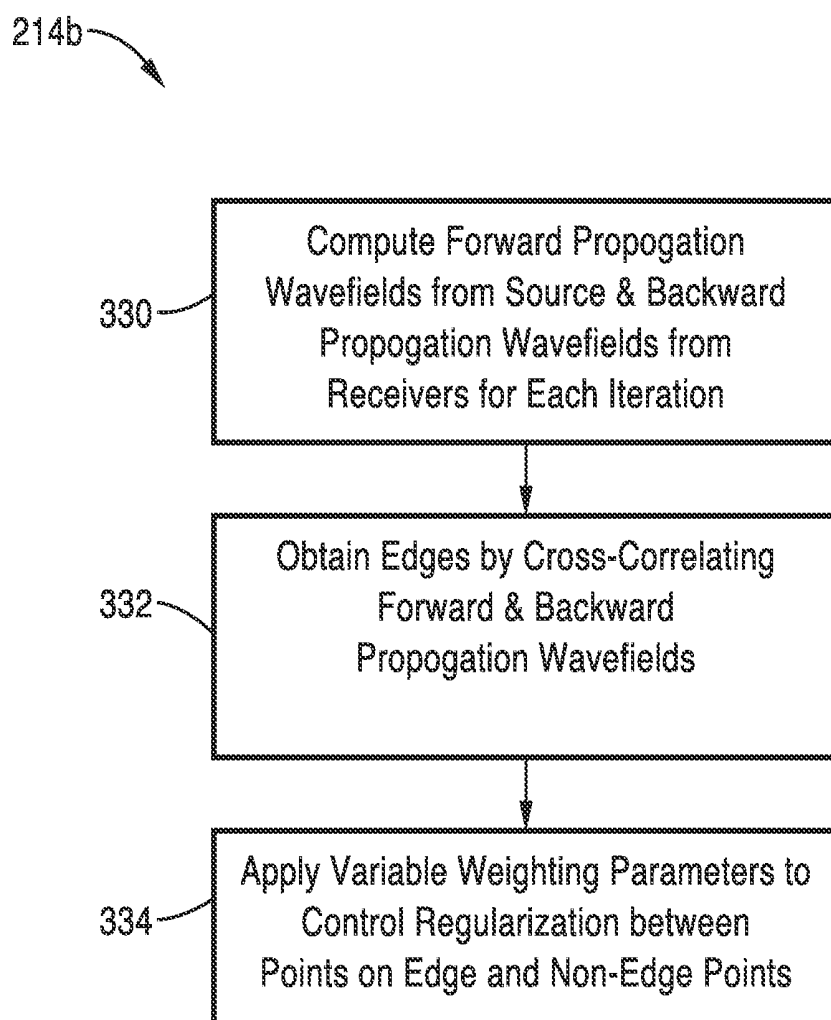 214b
Compute Forward Propogation
Wavefields from Source & Backward
330
Propogation Wavefields from
Receivers for Each Iteration
Obtain Edges by Cross-Correlating
332
Forward & Backward
Propogation Wavefields
Apply Variable Weighting Parameters to
334
Control Regularization between
Points on Edge and Non-Edge Points